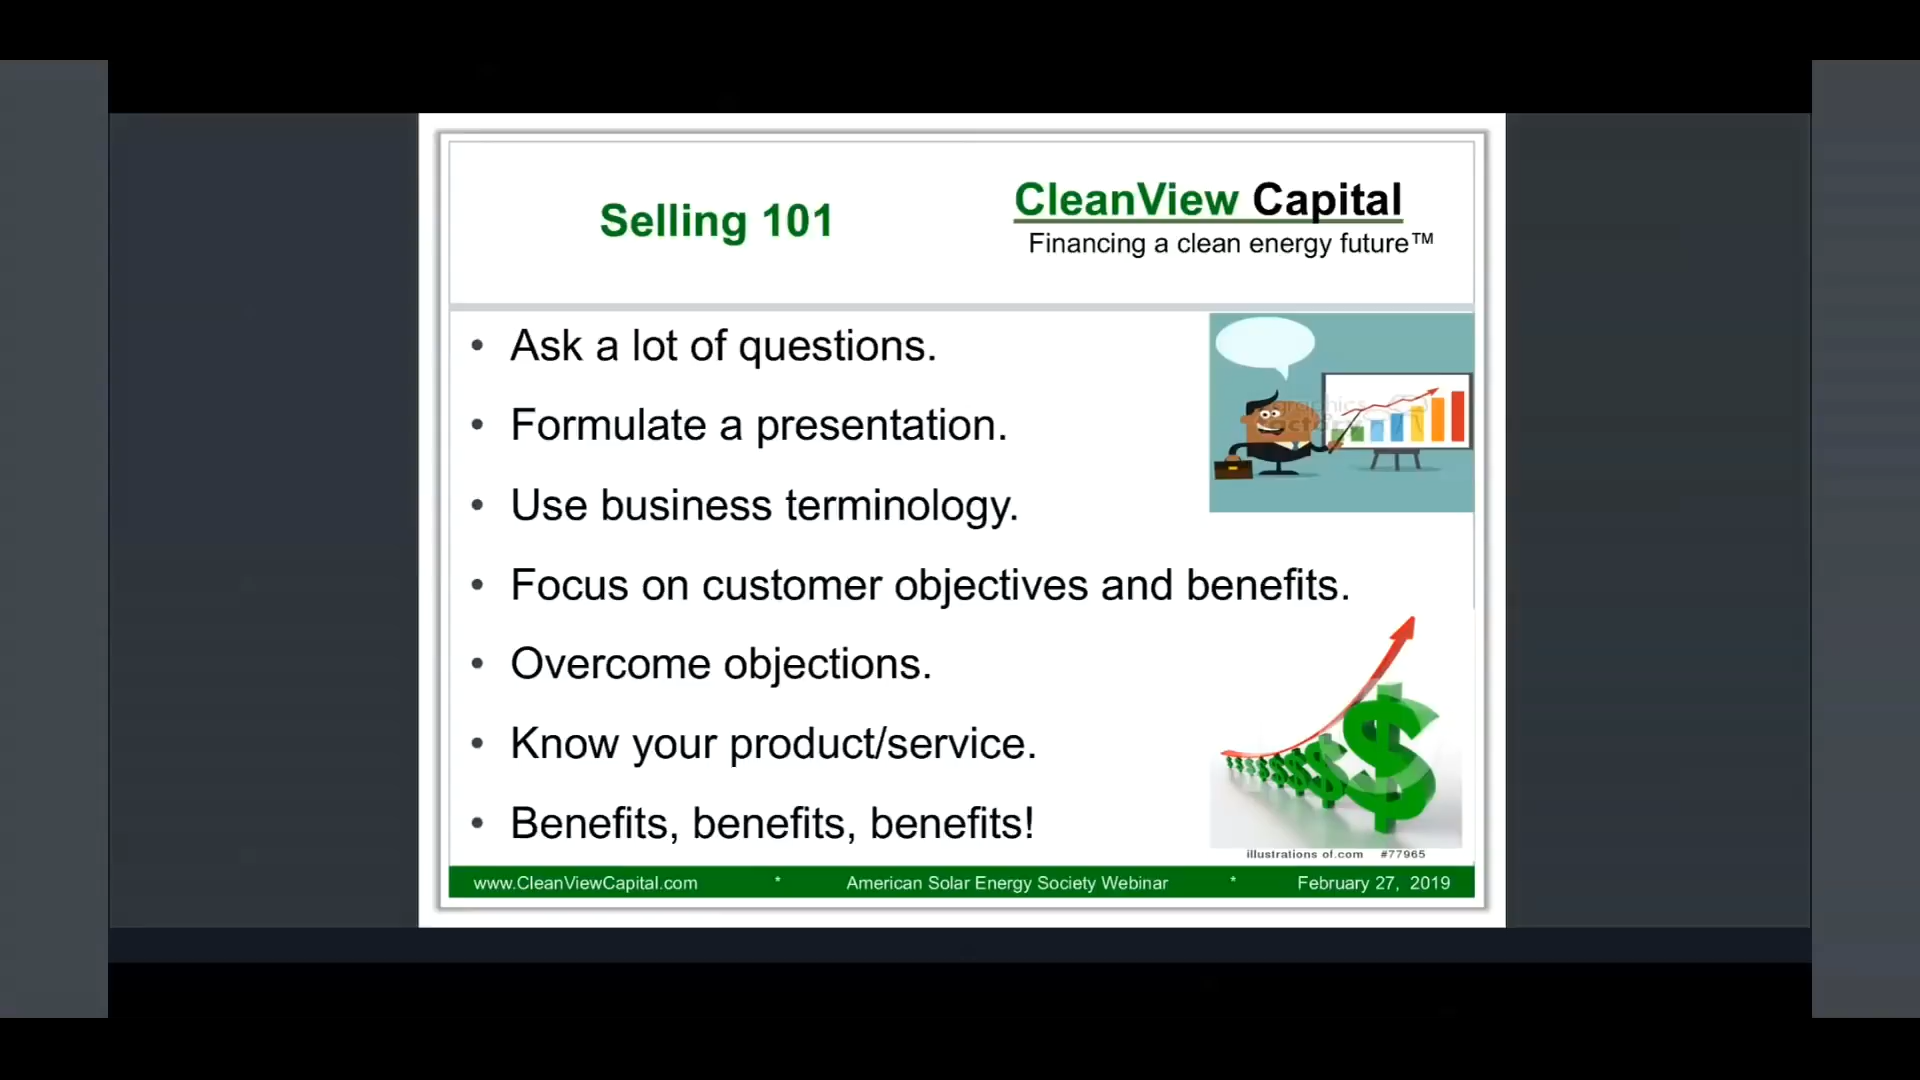 Selling 101
CleanView Capital
Financing a clean energy future™
• Ask a lot of questions.
• Formulate a presentation.
• Use business terminology.
• Focus on customer objectives and benefits.
• Overcome objections.
• Know your product/service.
• Benefits, benefits, benefits!
illustrations of.com #77965
www.CleanViewCapital.com * American Solar Energy Society Webinar * February 27, 2019